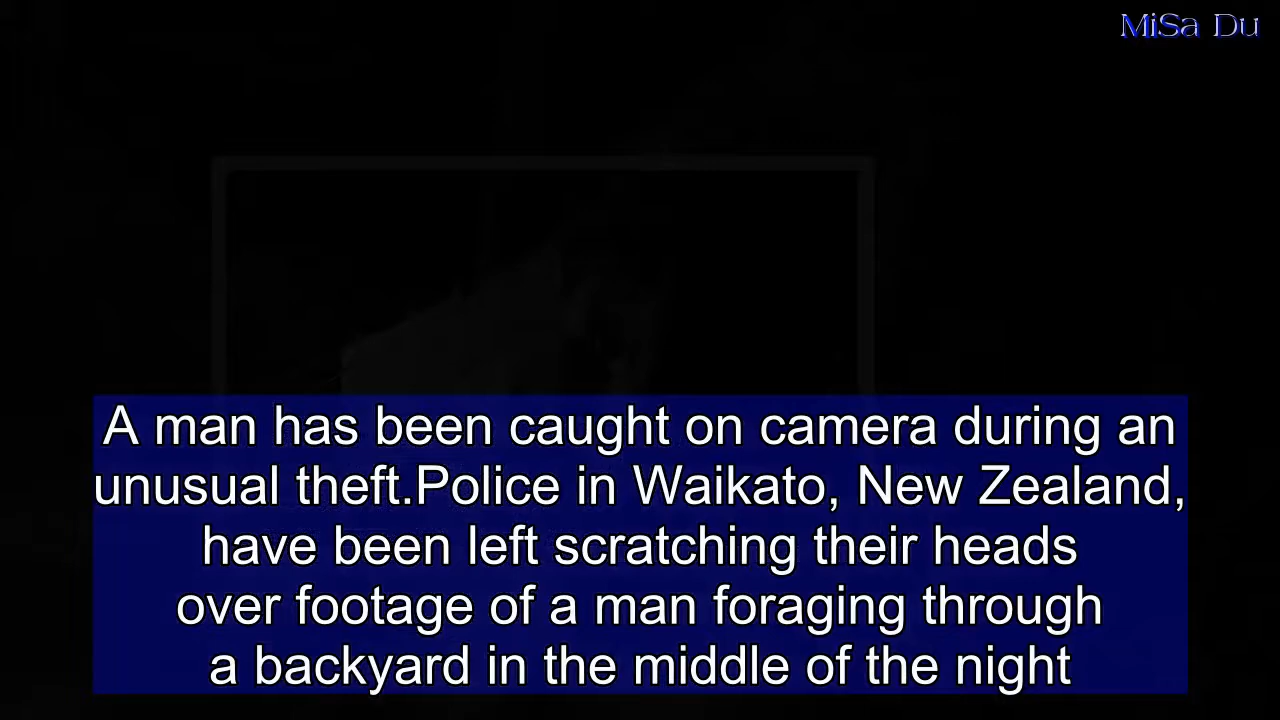 MiSa Du
A man has been caught on camera during an
unusual theft.Police in Waikato, New Zealand,
have been left scratching their heads
over footage of a man foraging through
a backyard in the middle of the night